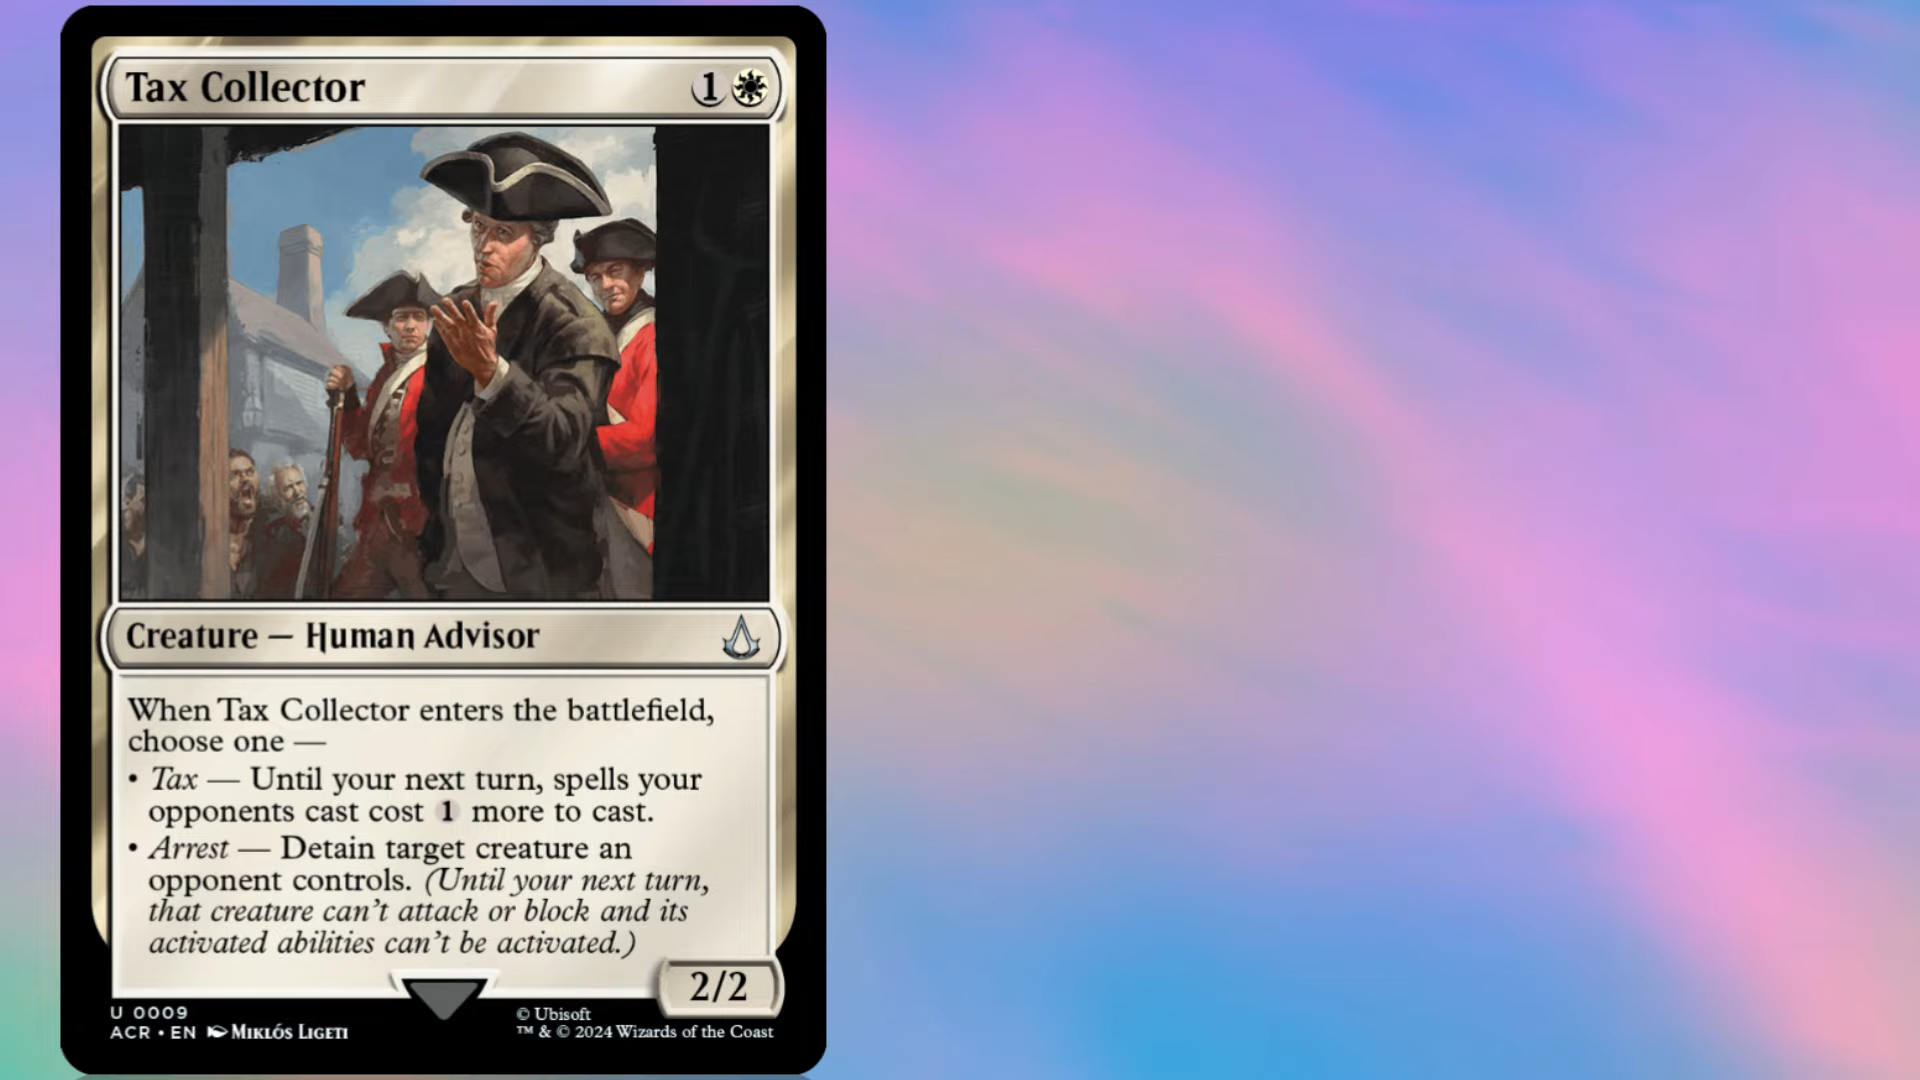 Tax Collector 1
Creature — Human Advisor
When Tax Collector enters the battlefield,
choose one —
• Tax — Until your next turn, spells your
opponents cast cost 1 more to cast.
• Arrest — Detain target creature an
opponent controls. (Until your next turn,
that creature can't attack or block and its
activated abilities can't be activated.)
2/2
U 0009
ACR • EN MIKLÓS LIGETI
© Ubisoft
™ & © 2024 Wizards of the Coast